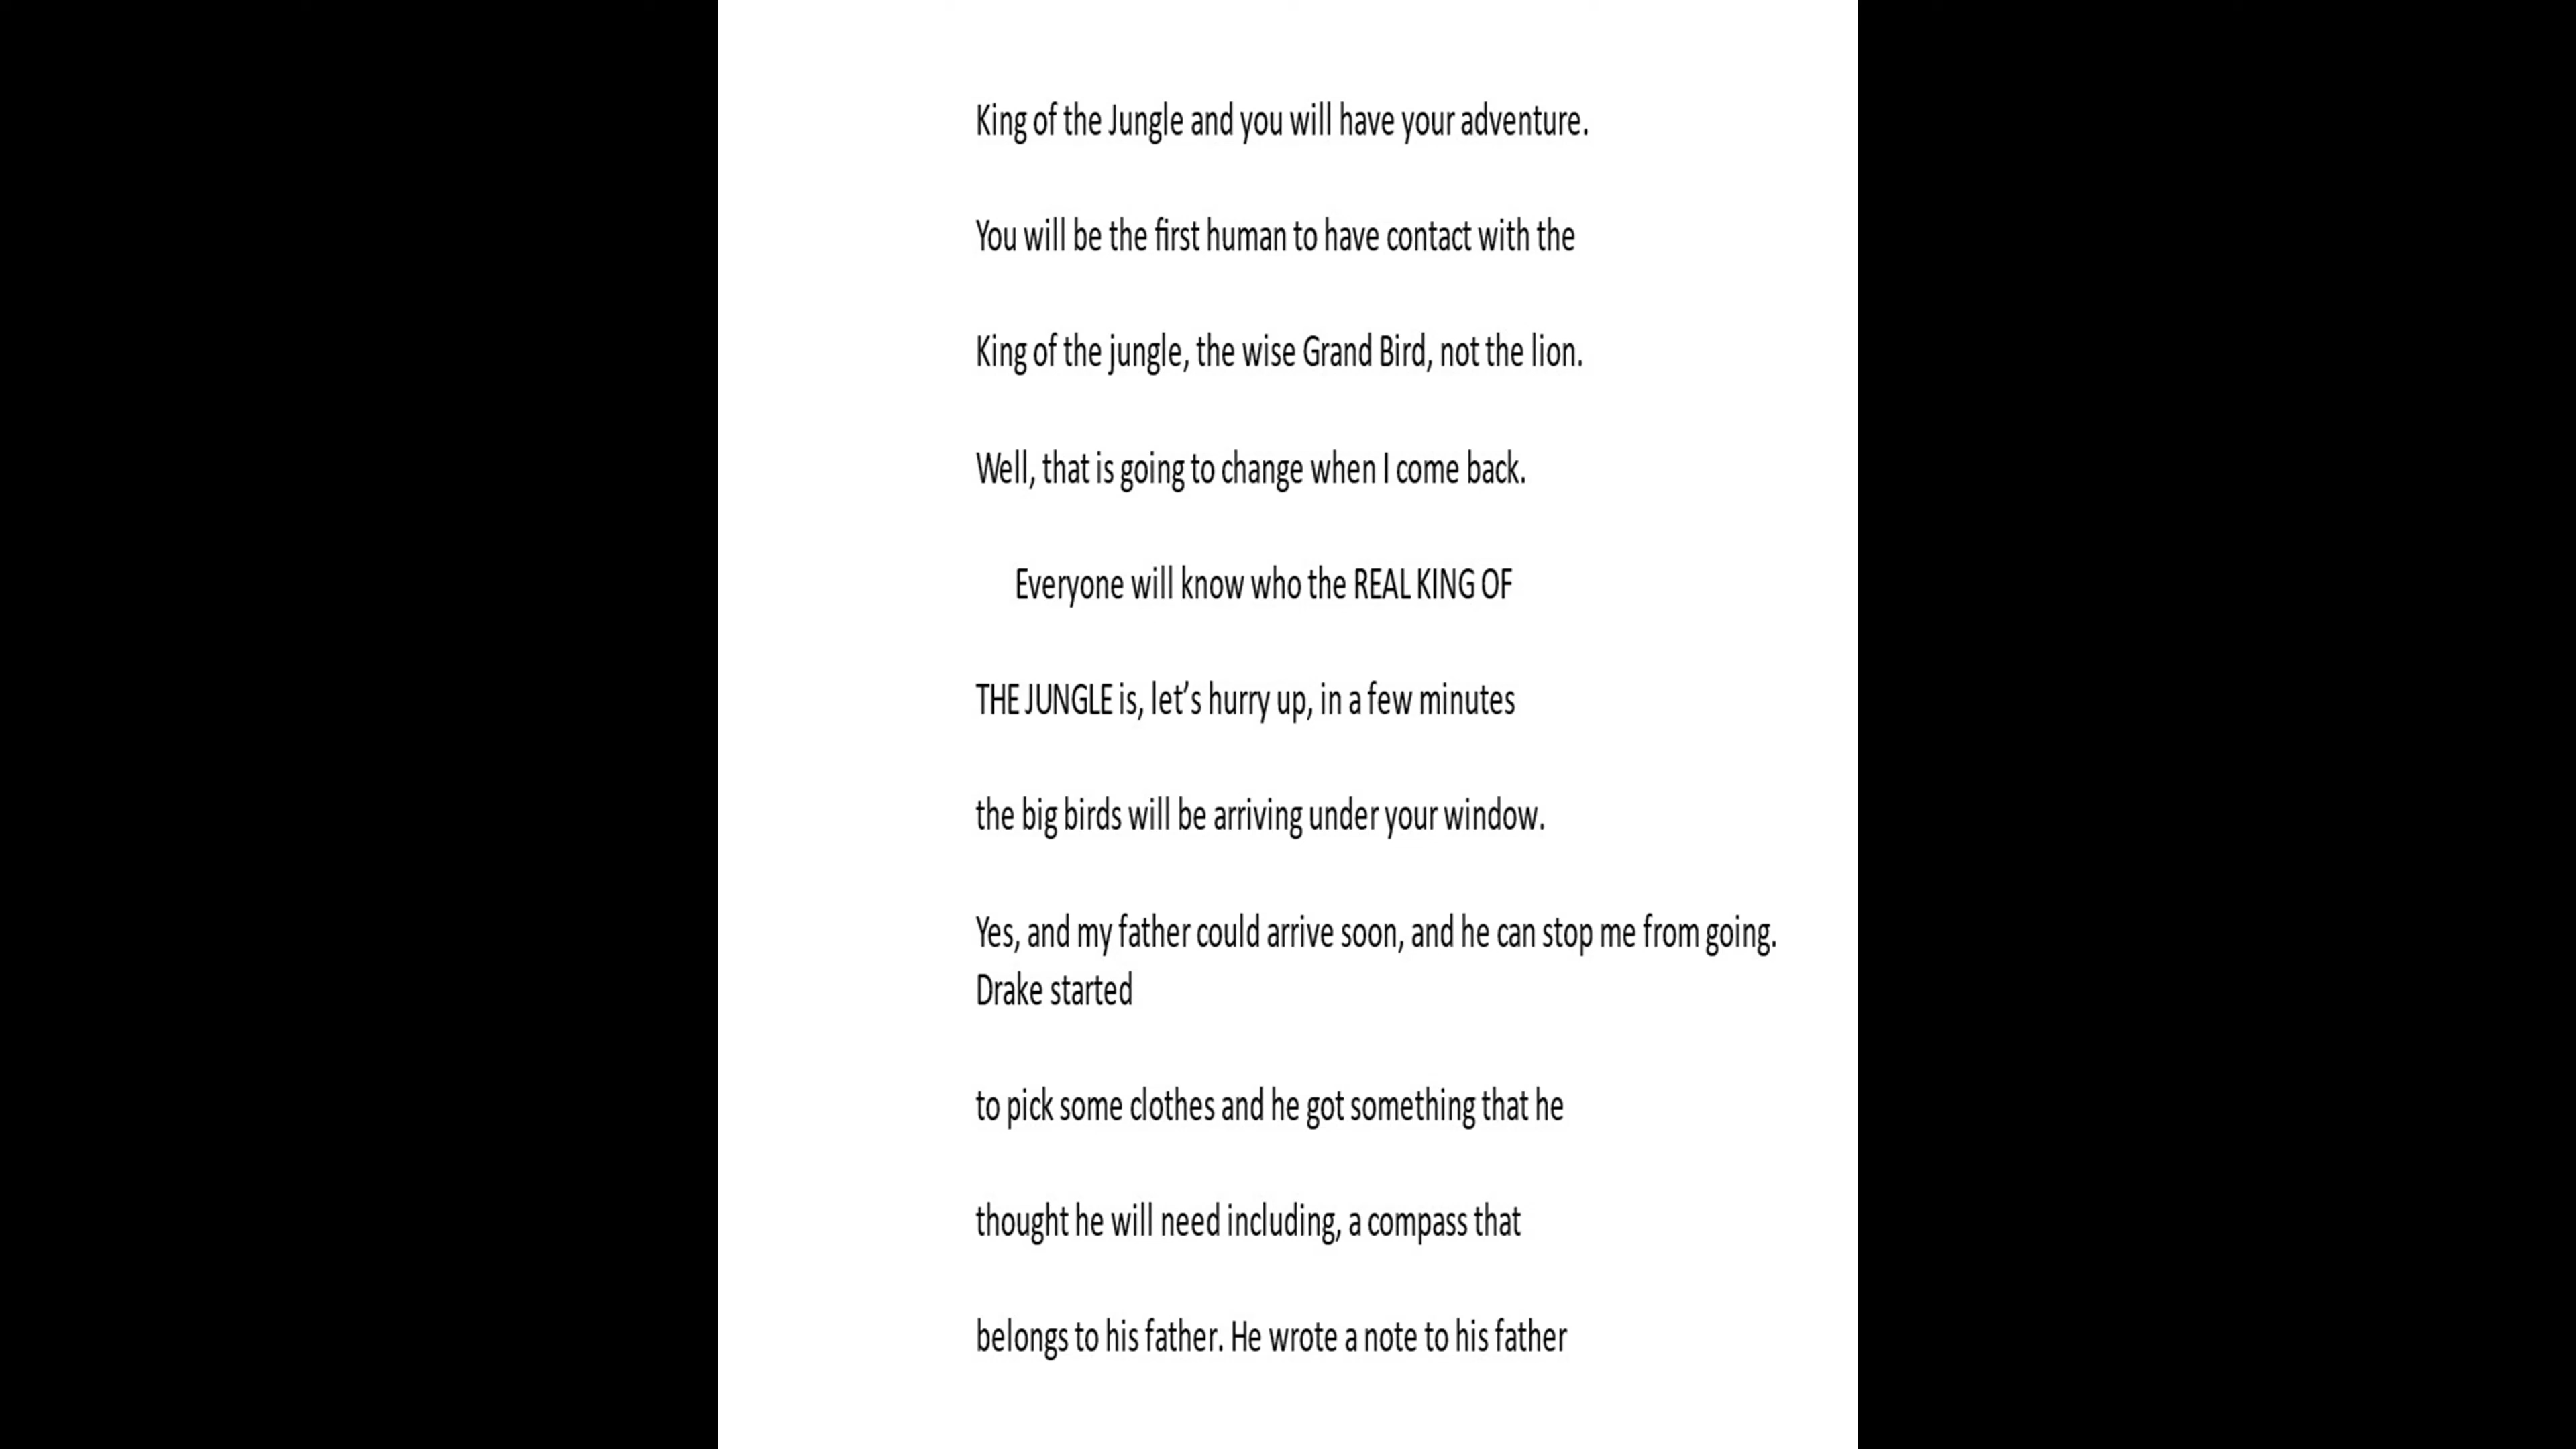 King of the Jungle and you will have your adventure.
You will be the first human to have contact with the
King of the jungle, the wise Grand Bird, not the lion.
Well, that is going to change when I come back.
Everyone will know who the REAL KING OF
THE JUNGLE is, let’s hurry up, in a few minutes
the big birds will be arriving under your window.
Yes, and my father could arrive soon, and he can stop me from going.
Drake started
to pick some clothes and he got something that he
thought he will need including, a compass that
belongs to his father. He wrote a note to his father